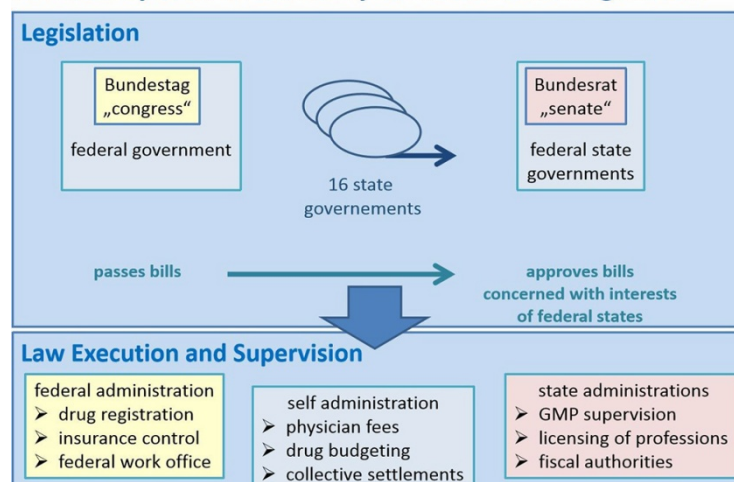 Legislation
Bundestag
„congress“
federal government
16 state
governements
Bundesrat
„senate“
federal state
governments
passes bills
approves bills
concerned with interests
of federal states
Law Execution and Supervision
federal administration
➢ drug registration
➢ insurance control
➢ federal work office
self administration
➢ physician fees
➢ drug budgeting
➢ collective settlements
state administrations
➢ GMP supervision
➢ licensing of professions
➢ fiscal authorities